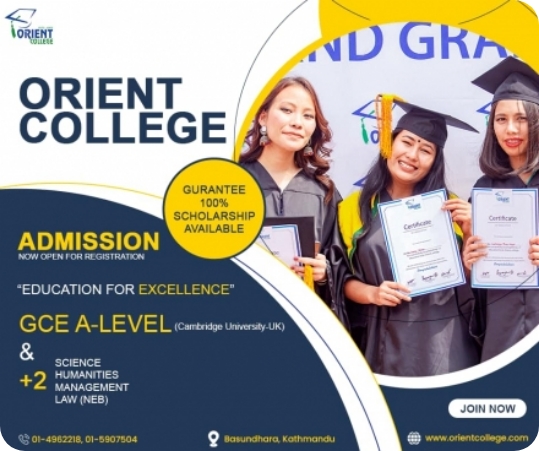 ORIENT
COLLEGE
ND GRA
ORIENT
COLLEGE
GURANTEE
100%
SCHOLARSHIP
AVAILABLE
Certificate
Certificate
ADMISSION
NOW OPEN FOR REGISTRATION
“EDUCATION FOR EXCELLENCE”
GCE A-LEVEL (Cambridge University-UK)
&
+2
SCIENCE
HUMANITIES
MANAGEMENT
LAW (NEB)
JOIN NOW
01-4962218, 01-5907504
Basundhara, Kathmandu
www.orientcollege.com